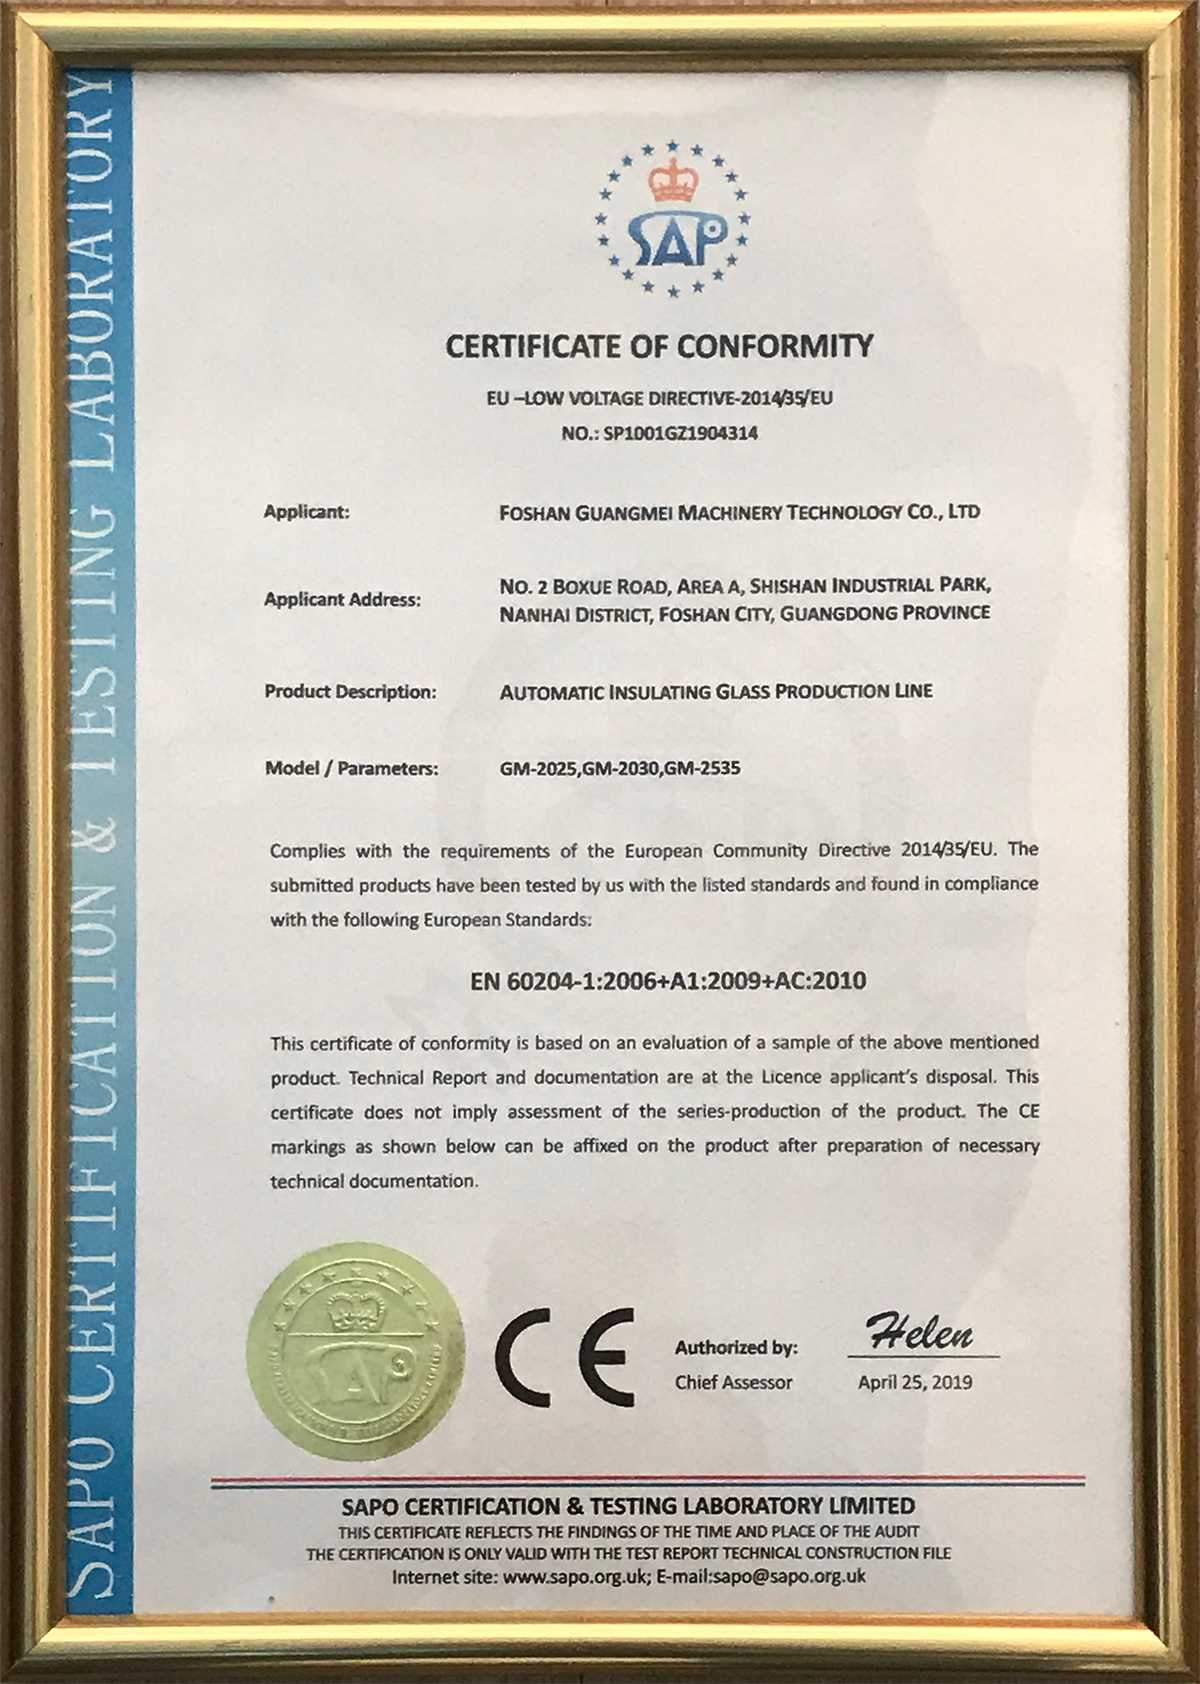 SAPO CERTIFICATION & TESTING LABORATORY
SAP
CERTIFICATE OF CONFORMITY
EU –LOW VOLTAGE DIRECTIVE-2014/35/EU
NO.: SP1001GZ1904314
Applicant: FOSHAN GUANGMEI MACHINERY TECHNOLOGY CO., LTD
Applicant Address: NO. 2 BOXUE ROAD, AREA A, SHISHAN INDUSTRIAL PARK,
NANHAI DISTRICT, FOSHAN CITY, GUANGDONG PROVINCE
Product Description: AUTOMATIC INSULATING GLASS PRODUCTION LINE
Model / Parameters: GM-2025,GM-2030,GM-2535
Complies with the requirements of the European Community Directive 2014/35/EU. The
submitted products have been tested by us with the listed standards and found in compliance
with the following European Standards:
EN 60204-1:2006+A1:2009+AC:2010
This certificate of conformity is based on an evaluation of a sample of the above mentioned
product. Technical Report and documentation are at the Licence applicant's disposal. This
certificate does not imply assessment of the series-production of the product. The CE
markings as shown below can be affixed on the product after preparation of necessary
technical documentation.
SAP
CE
Authorized by: Helen
Chief Assessor April 25, 2019
SAPO CERTIFICATION & TESTING LABORATORY LIMITED
THIS CERTIFICATE REFLECTS THE FINDINGS OF THE TIME AND PLACE OF THE AUDIT
THE CERTIFICATION IS ONLY VALID WITH THE TEST REPORT TECHNICAL CONSTRUCTION FILE
Internet site: www.sapo.org.uk; E-mail:sapo@sapo.org.uk